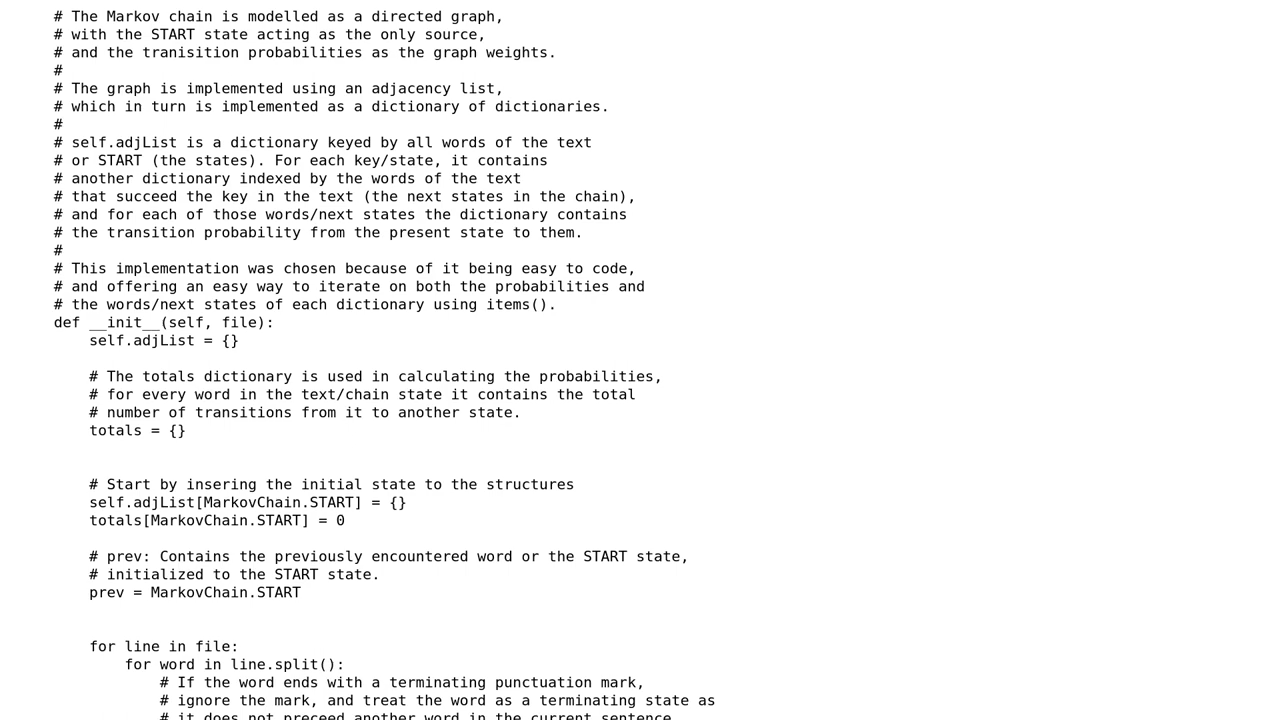 # The Markov chain is modelled as a directed graph,
# with the START state acting as the only source,
# and the tranisition probabilities as the graph weights.
#
# The graph is implemented using an adjacency list,
# which in turn is implemented as a dictionary of dictionaries.
#
# self.adjList is a dictionary keyed by all words of the text
# or START (the states). For each key/state, it contains
# another dictionary indexed by the words of the text
# that succeed the key in the text (the next states in the chain),
# and for each of those words/next states the dictionary contains
# the transition probability from the present state to them.
#
# This implementation was chosen because of it being easy to code,
# and offering an easy way to iterate on both the probabilities and
# the words/next states of each dictionary using items().
def __init__(self, file):
    self.adjList = {}

    # The totals dictionary is used in calculating the probabilities,
    # for every word in the text/chain state it contains the total
    # number of transitions from it to another state.
    totals = {}


    # Start by insering the initial state to the structures
    self.adjList[MarkovChain.START] = {}
    totals[MarkovChain.START] = 0

    # prev: Contains the previously encountered word or the START state,
    # initialized to the START state.
    prev = MarkovChain.START


    for line in file:
        for word in line.split():
            # If the word ends with a terminating punctuation mark,
            # ignore the mark, and treat the word as a terminating state as
            # it does not preceed another word in the current sentence